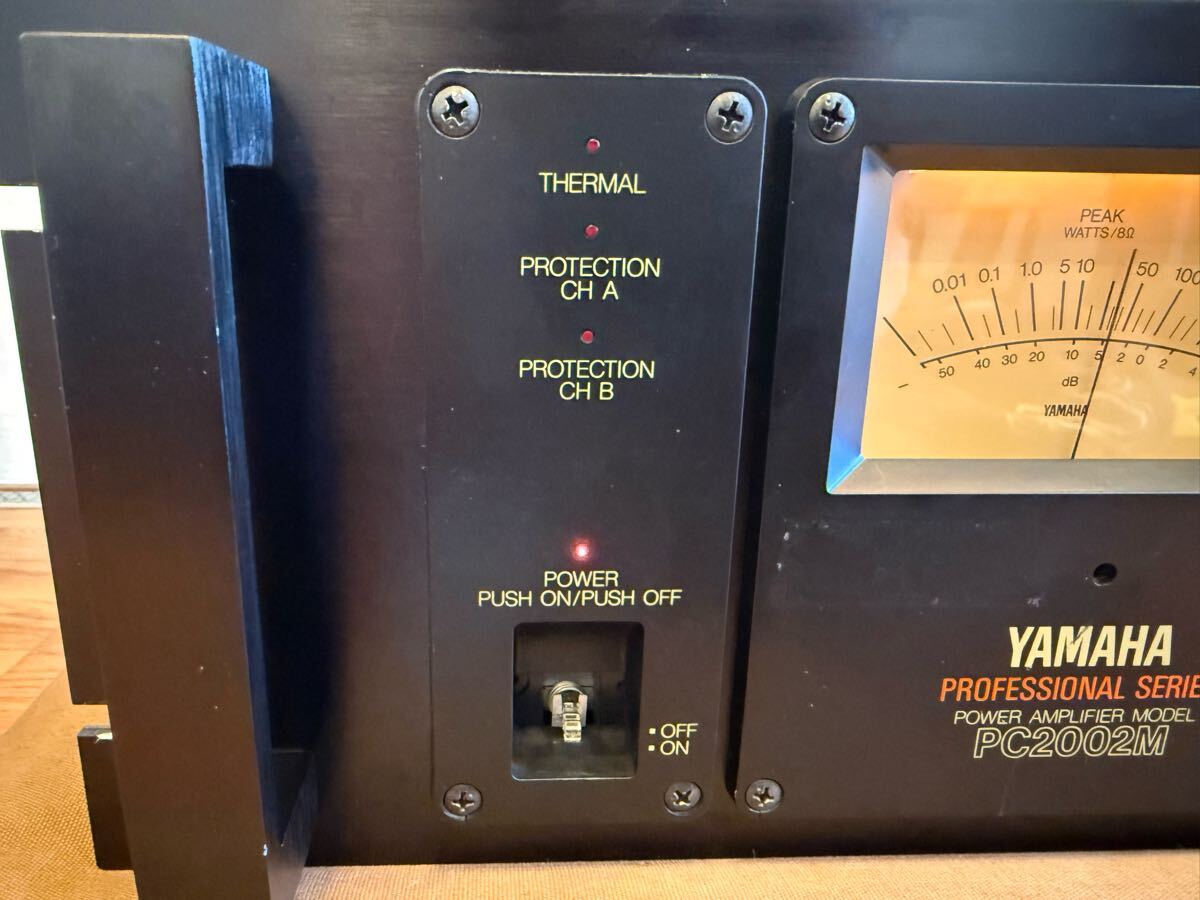 THERMAL
PROTECTION
CH A
PROTECTION
CH B
POWER
PUSH ON/PUSH OFF
OFF
ON
PEAK
WATTS/8Ω
0.01 0.1 1.0 5 10 50 100
50 40 30 20 10 5 2 0 2 4
dB
YAMAHA
YAMAHA
PROFESSIONAL SERIE
POWER AMPLIFIER MODEL
PC2002M